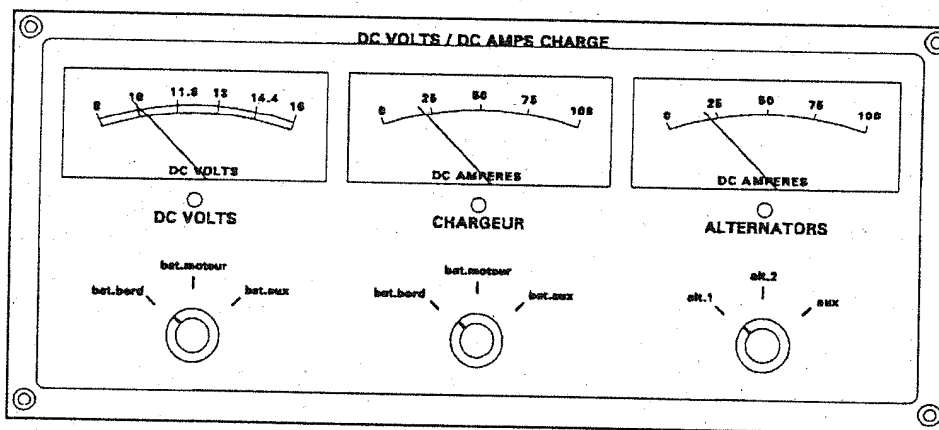 DC VOLTS / DC AMPS CHARGE
8 10 11.8 13 14.4 16
DC VOLTS
0 25 50 75 100
DC AMPERES
0 25 50 75 100
DC AMPERES
DC VOLTS
CHARGEUR
ALTERNATORS
bat.bord bat.moteur bat.aux
bat.bord bat.moteur bat.aux
alt.1 alt.2 aux